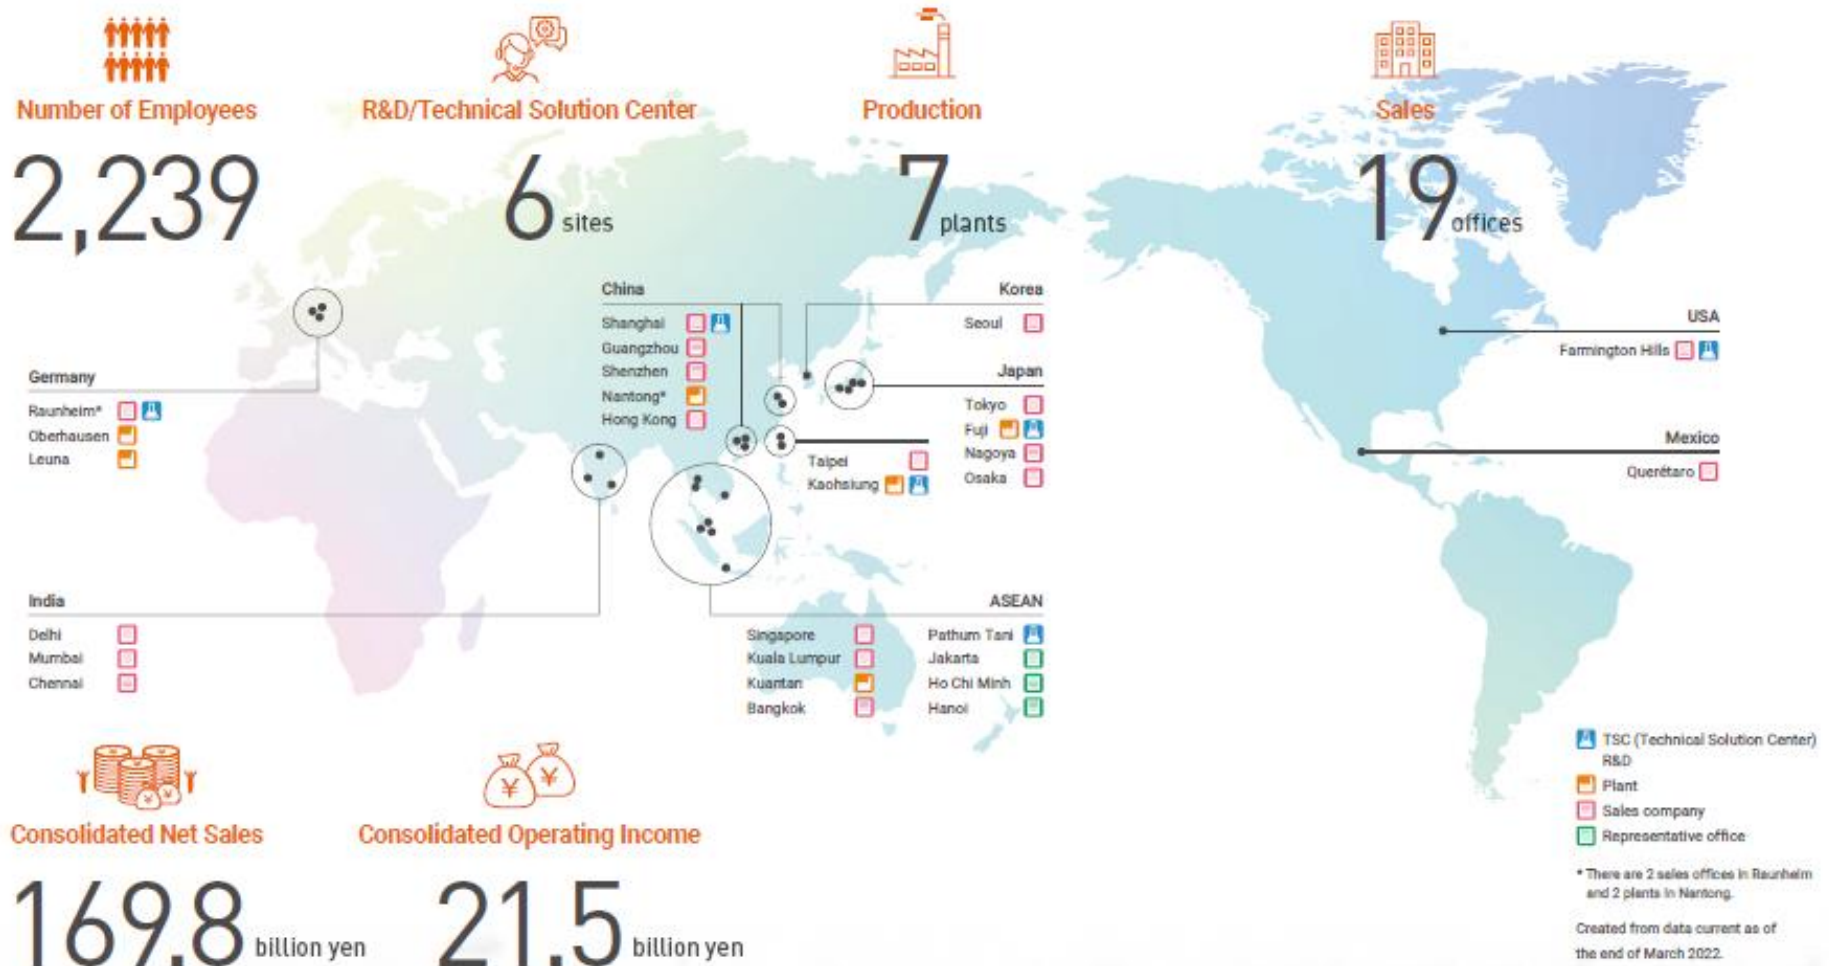 Number of Employees
2,239
R&D/Technical Solution Center
6 sites
Production
7 plants
Sales
19 offices
Germany
Raunheim*
Oberhausen
Leuna
China
Shanghai
Guangzhou
Shenzhen
Nantong*
Hong Kong
Korea
Seoul
Japan
Tokyo
Fuji
Nagoya
Osaka
Taipei
Kaohsiung
USA
Farmington Hills
Mexico
Querétaro
India
Delhi
Mumbai
Chennai
ASEAN
Singapore
Kuala Lumpur
Kuantan
Bangkok
Pathum Tani
Jakarta
Ho Chi Minh
Hanoi
Consolidated Net Sales
169.8 billion yen
Consolidated Operating Income
¥ ¥
21.5 billion yen
TSC (Technical Solution Center)
R&D
Plant
Sales company
Representative office
* There are 2 sales offices in Raunheim
and 2 plants in Nantong.
Created from data current as of
the end of March 2022.